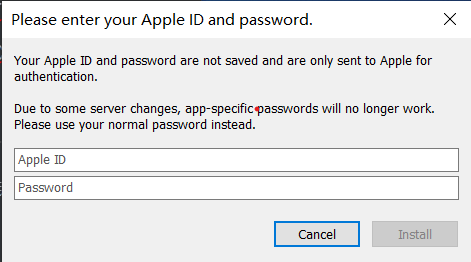 Please enter your Apple ID and password.
Your Apple ID and password are not saved and are only sent to Apple for
authentication.
Due to some server changes, app-specific passwords will no longer work.
Please use your normal password instead.
Apple ID
Password
Cancel Install